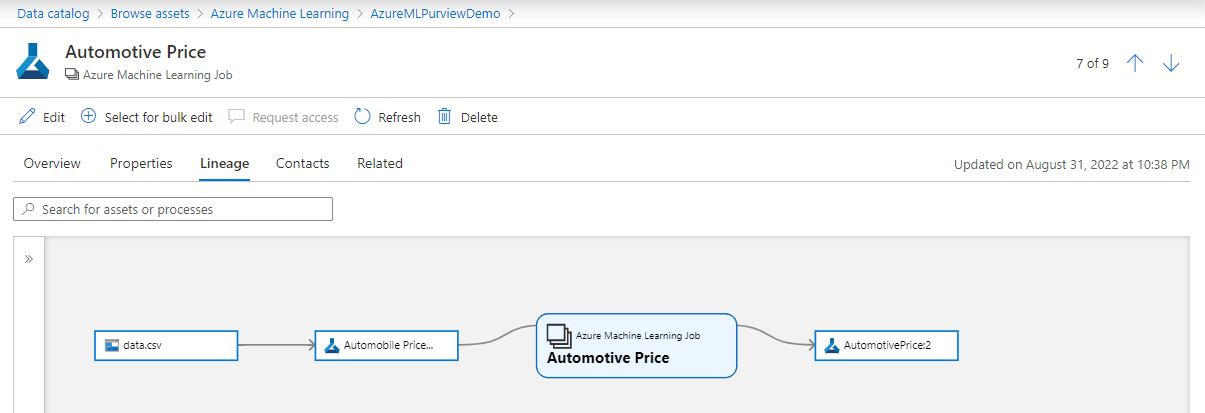 Data catalog > Browse assets > Azure Machine Learning > AzureMLPurviewDemo >
Automotive Price
Azure Machine Learning Job
7 of 9
Edit Select for bulk edit Request access Refresh Delete
Overview Properties Lineage Contacts Related
Updated on August 31, 2022 at 10:38 PM
Search for assets or processes
»
data.csv
Automobile Price...
Azure Machine Learning Job
Automotive Price
AutomotivePrice:2